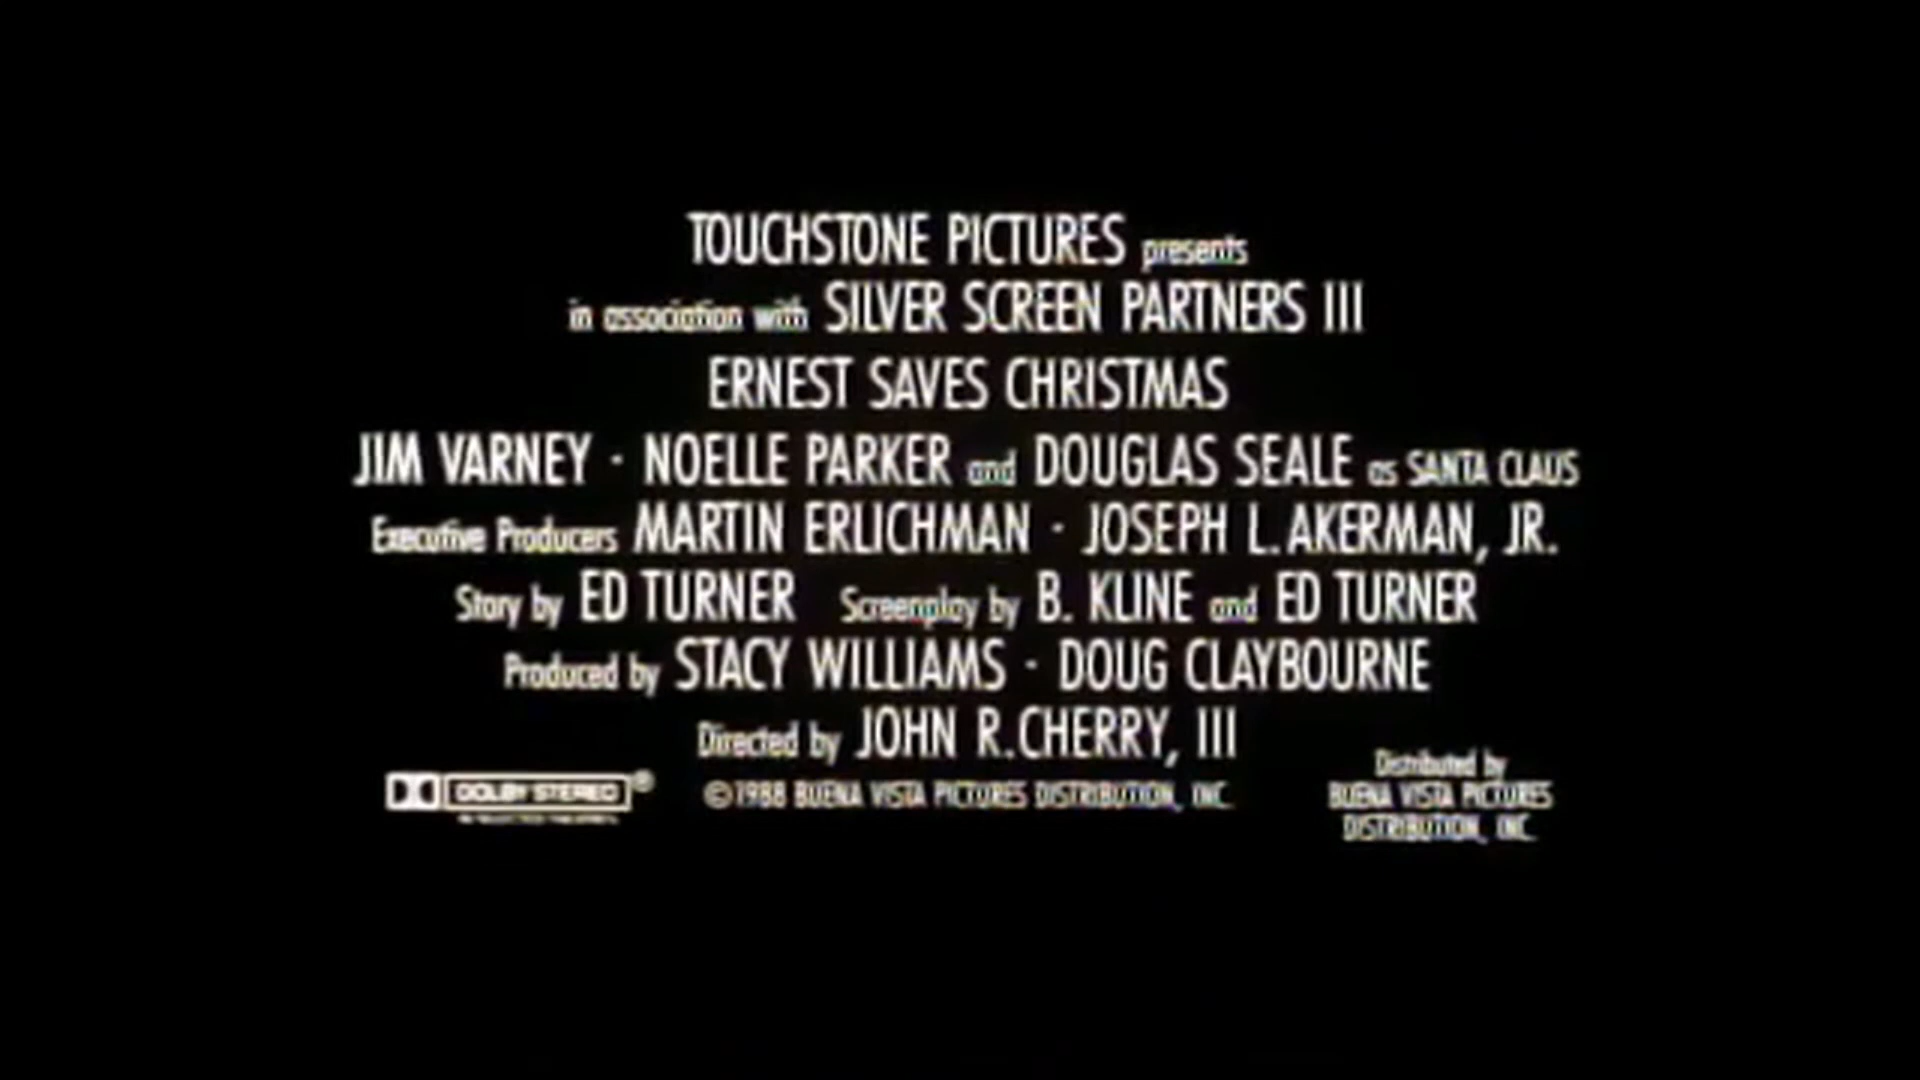 TOUCHSTONE PICTURES presents
in association with SILVER SCREEN PARTNERS III
ERNEST SAVES CHRISTMAS
JIM VARNEY · NOELLE PARKER and DOUGLAS SEALE as SANTA CLAUS
Executive Producers MARTIN ERLICHMAN · JOSEPH L. AKERMAN, JR.
Story by ED TURNER Screenplay by B. KLINE and ED TURNER
Produced by STACY WILLIAMS · DOUG CLAYBOURNE
Directed by JOHN R. CHERRY, III
DOLBY STEREO ®
©1988 BUENA VISTA PICTURES DISTRIBUTION, INC.
Distributed by
BUENA VISTA PICTURES
DISTRIBUTION, INC.